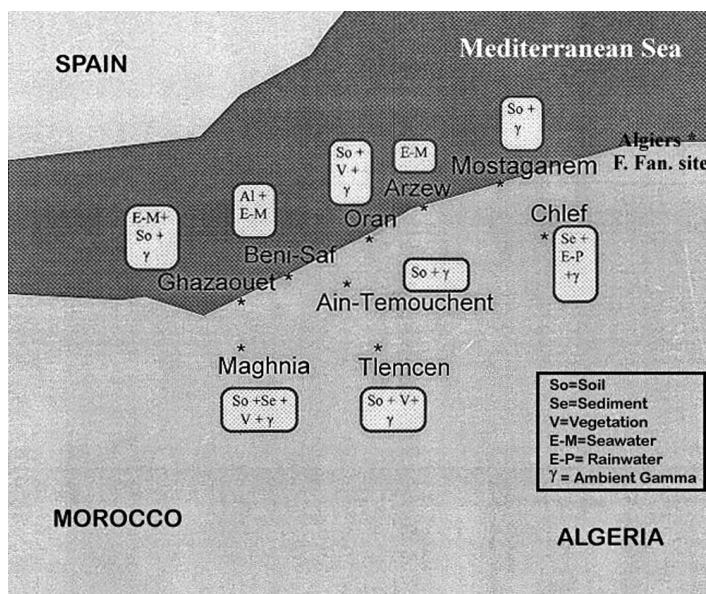 Mediterranean Sea
SPAIN
So +
γ
Algiers *
F. Fan. site
So +
V +
γ
E-M
Mostaganem
*
Arzew
*
Al +
E-M
E-M+
So +
γ
Oran
*
Chlef
*
Se +
E-P
+γ
Beni-Saf
*
Ghazaouet
*
So + γ
*
Ain-Temouchent
*
Maghnia
*
Tlemcen
So +Se +
V + γ
So + V+
γ
So=Soil
Se=Sediment
V=Vegetation
E-M=Seawater
E-P= Rainwater
γ = Ambient Gamma
MOROCCO
ALGERIA